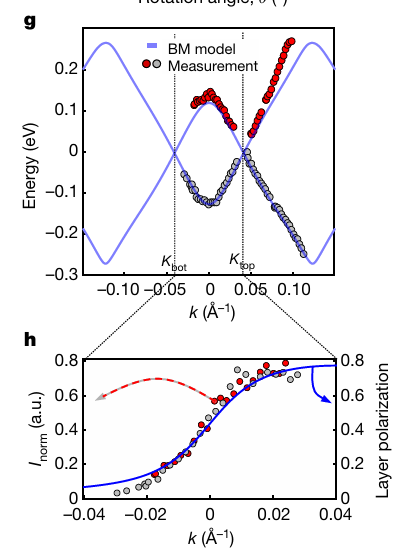 Rotation angle, θ (°)
g
BM model
Measurement
0.2
0.1
0
−0.1
−0.2
−0.3
Energy (eV)
K bot
K top
−0.10 −0.05 0 0.05 0.10
k (Å⁻¹)
h
0.8 0.8
0.6 0.6
0.4 0.4
0.2 0.2
0 0
I norm (a.u.)
Layer polarization
−0.04 −0.02 0 0.02 0.04
k (Å⁻¹)